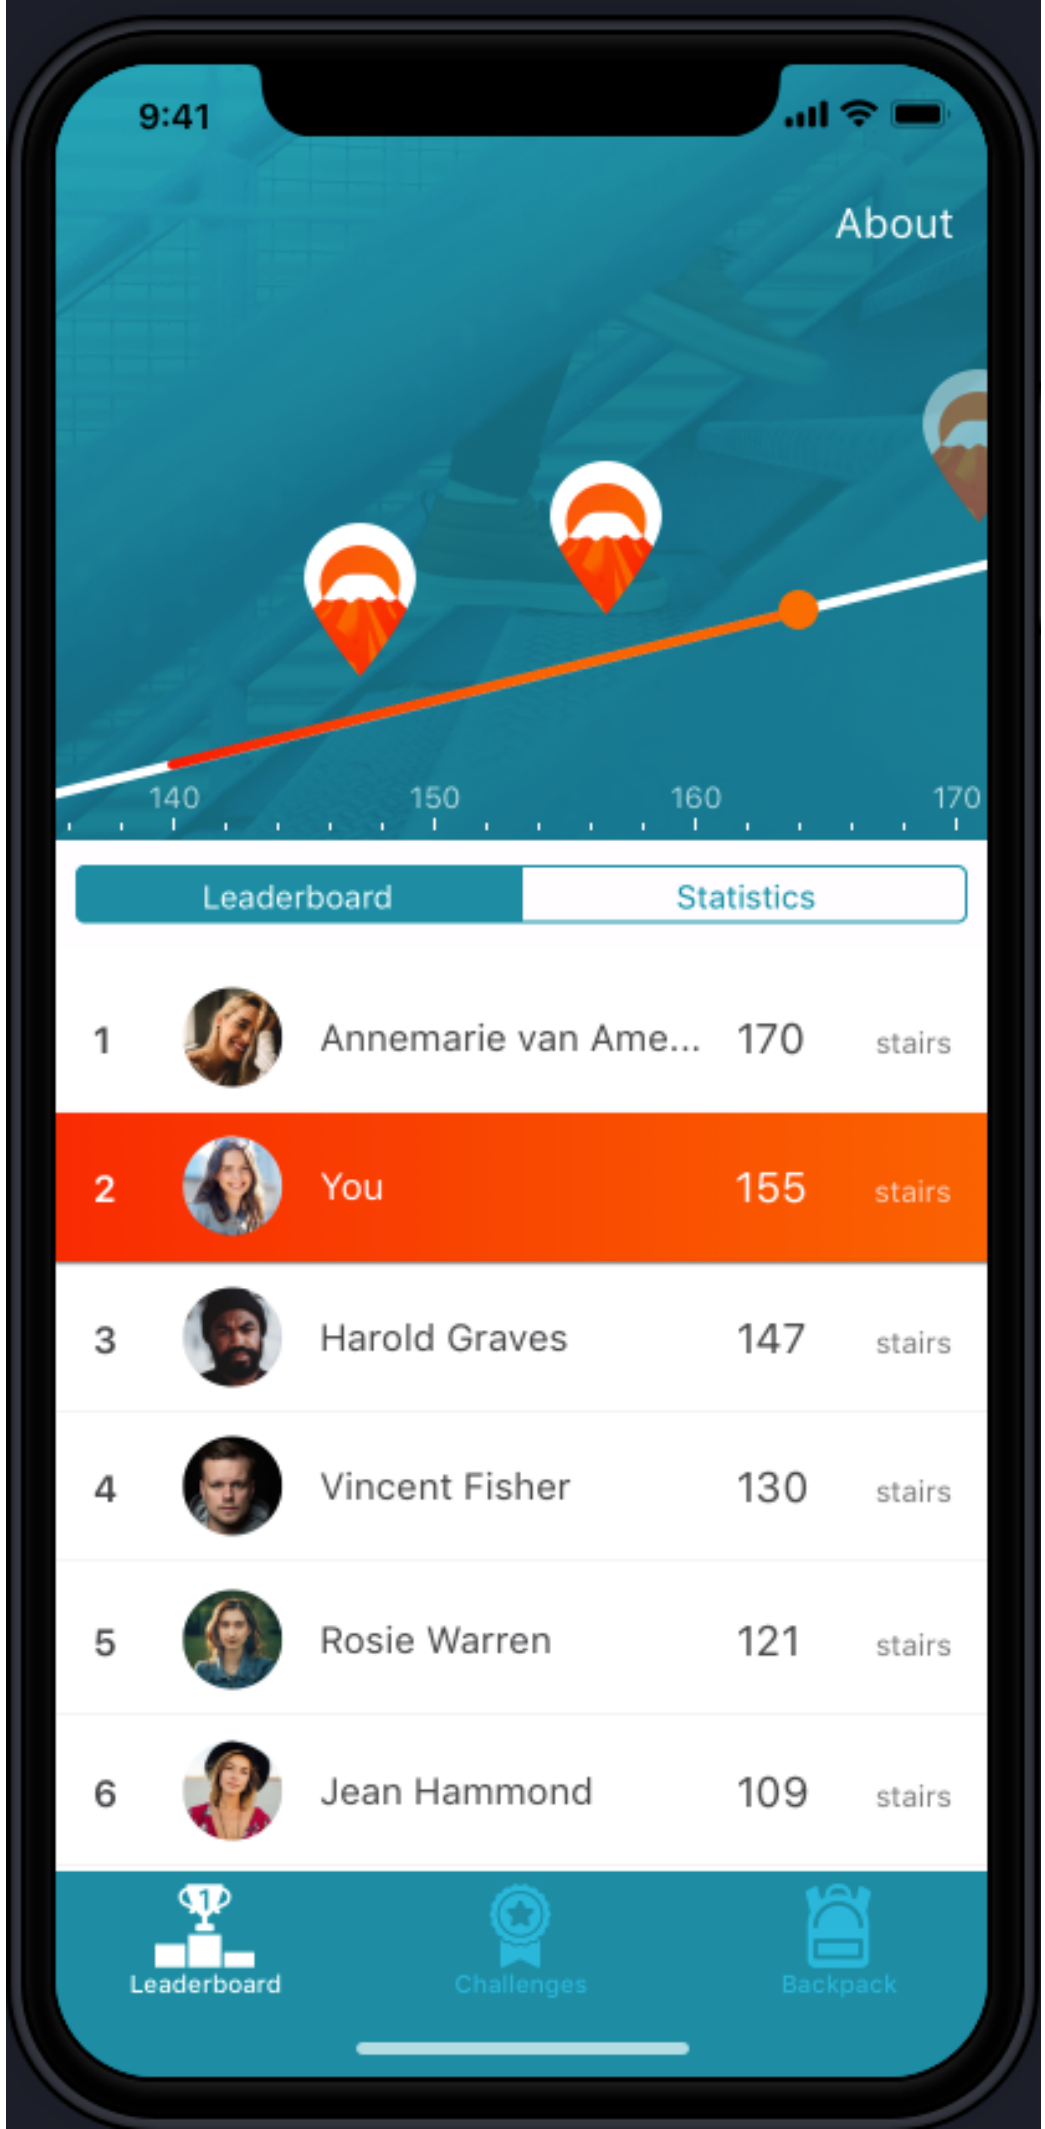 9:41
About
140 150 160 170
Leaderboard Statistics
1 Annemarie van Ame... 170 stairs
2 You 155 stairs
3 Harold Graves 147 stairs
4 Vincent Fisher 130 stairs
5 Rosie Warren 121 stairs
6 Jean Hammond 109 stairs
1
Leaderboard Challenges Backpack